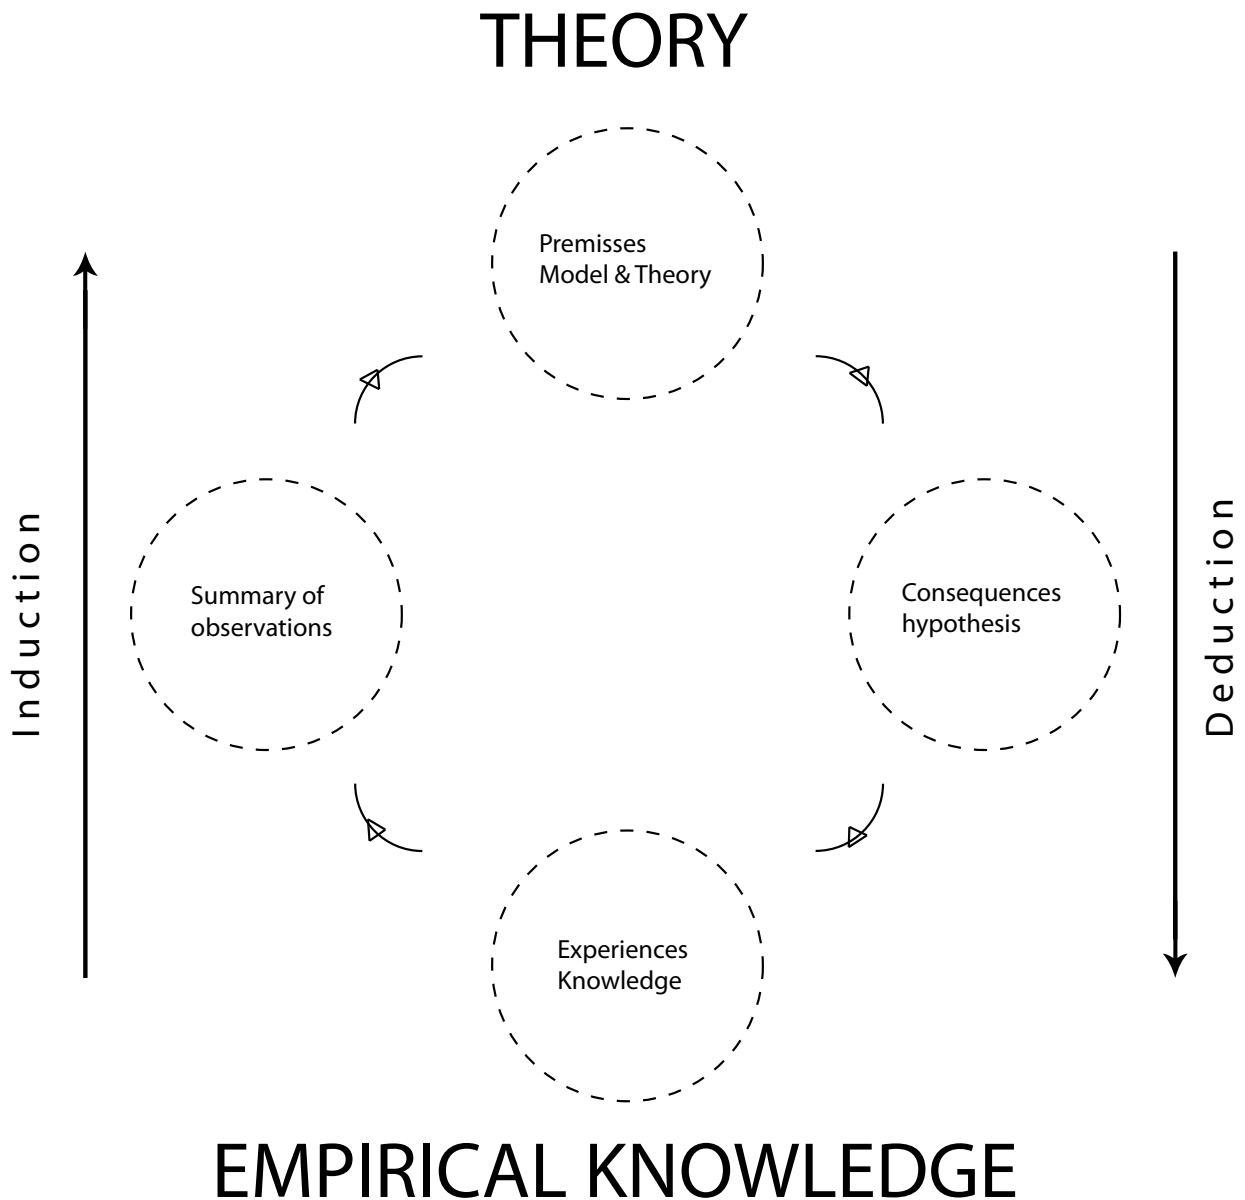 THEORY
Premisses
Model & Theory
Induction
Summary of
observations
Consequences
hypothesis
Deduction
Experiences
Knowledge
EMPIRICAL KNOWLEDGE